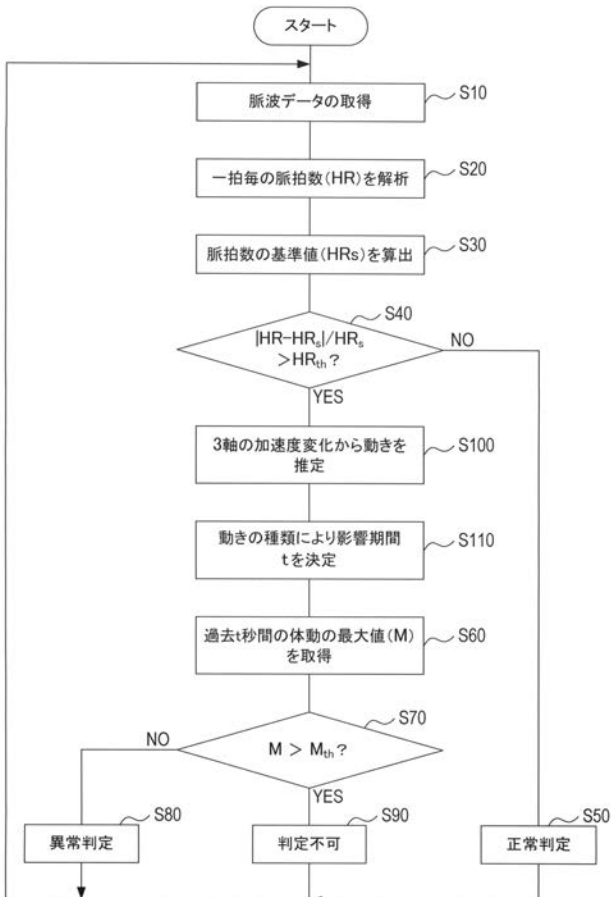 スタート
脈波データの取得
S10
一拍毎の脈拍数(HR)を解析
S20
脈拍数の基準値(HRs)を算出
S30
S40
|HR-HRs|/HRs
>HRth?
NO
YES
3軸の加速度変化から動きを
推定
S100
動きの種類により影響期間
tを決定
S110
過去t秒間の体動の最大値(M)
を取得
S60
S70
NO
M > Mth?
YES
S80
S90
S50
異常判定
判定不可
正常判定